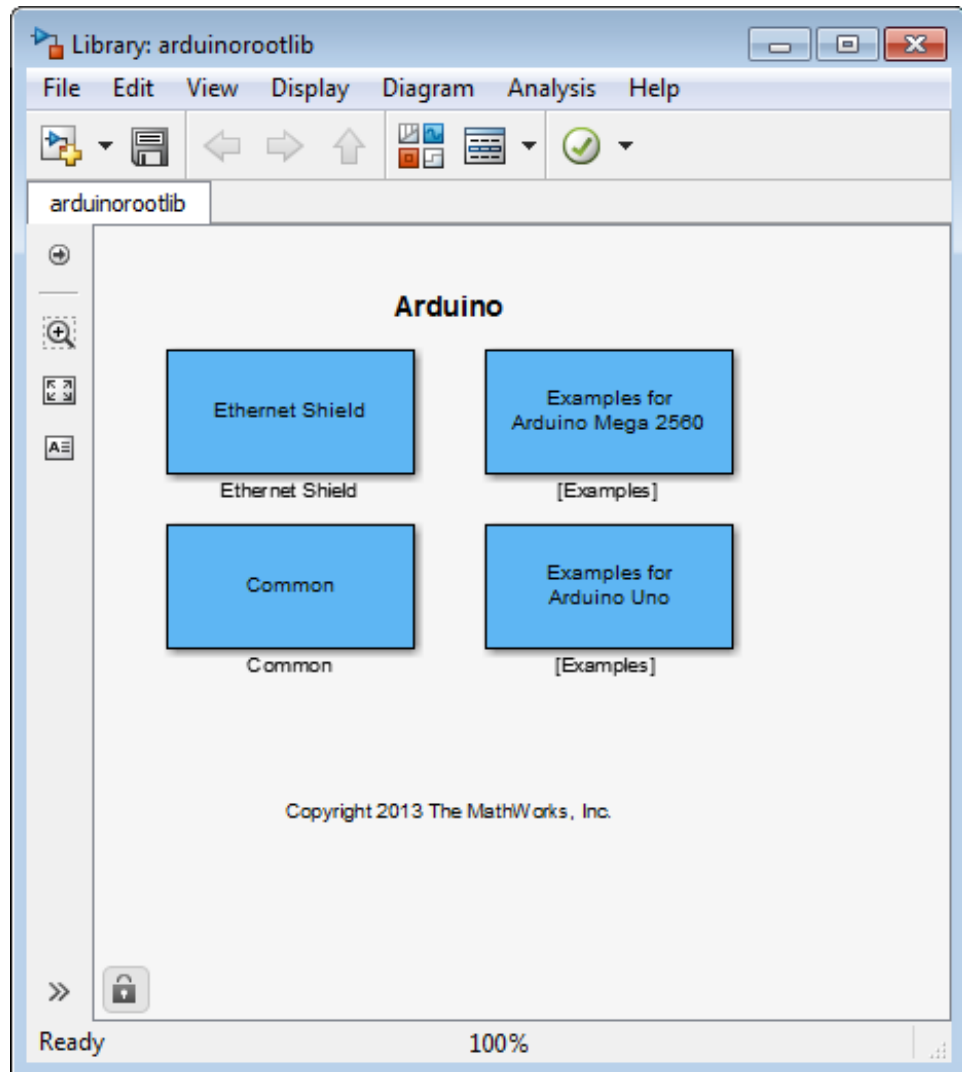 Library: arduinorootlib
File Edit View Display Diagram Analysis Help
arduinorootlib
Arduino
Ethernet Shield
Ethernet Shield
Examples for
Arduino Mega 2560
[Examples]
Common
Common
Examples for
Arduino Uno
[Examples]
Copyright 2013 The MathWorks, Inc.
Ready 100%